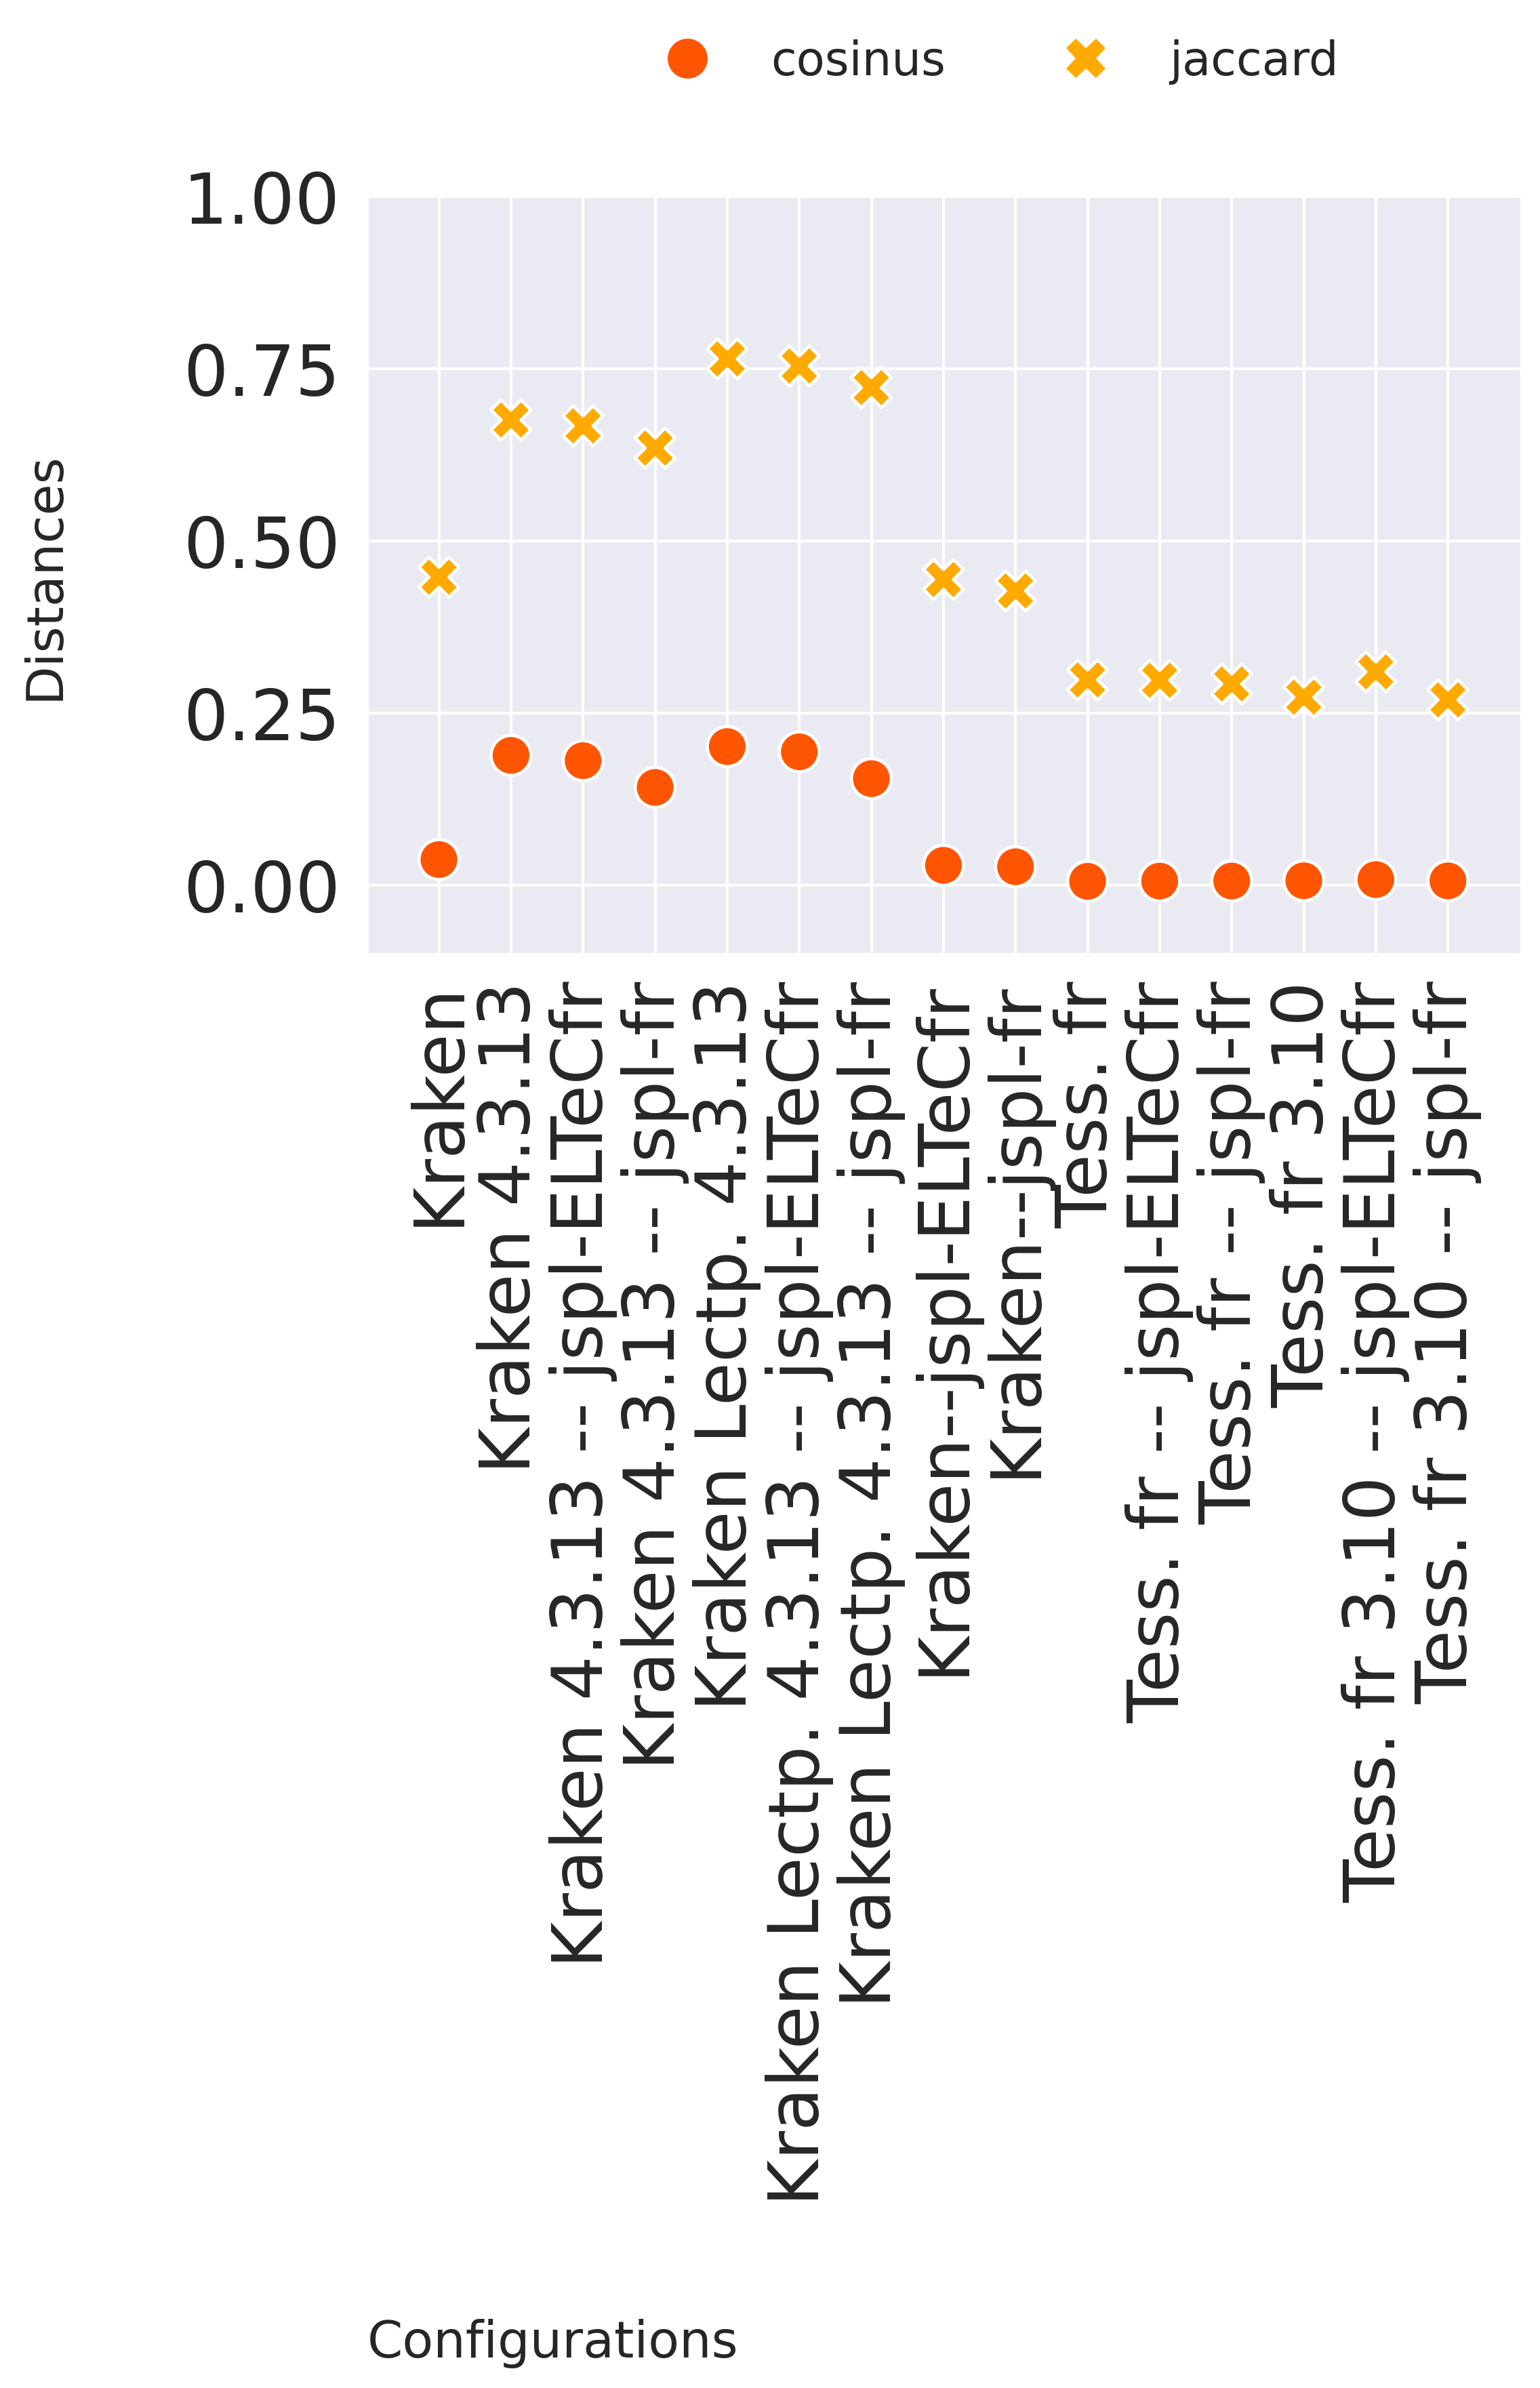 cosinus jaccard
1.00
0.75
0.50
0.25
0.00
Distances
Kraken
Kraken 4.3.13
Kraken 4.3.13 -- jspl-ELTeCfr
Kraken 4.3.13 -- jspl-fr
Kraken Lectp. 4.3.13
Kraken Lectp. 4.3.13 -- jspl-ELTeCfr
Kraken Lectp. 4.3.13 -- jspl-fr
Kraken--jspl-ELTeCfr
Kraken--jspl-fr
Tess. fr
Tess. fr -- jspl-ELTeCfr
Tess. fr -- jspl-fr
Tess. fr 3.10
Tess. fr 3.10 -- jspl-ELTeCfr
Tess. fr 3.10 -- jspl-fr
Configurations